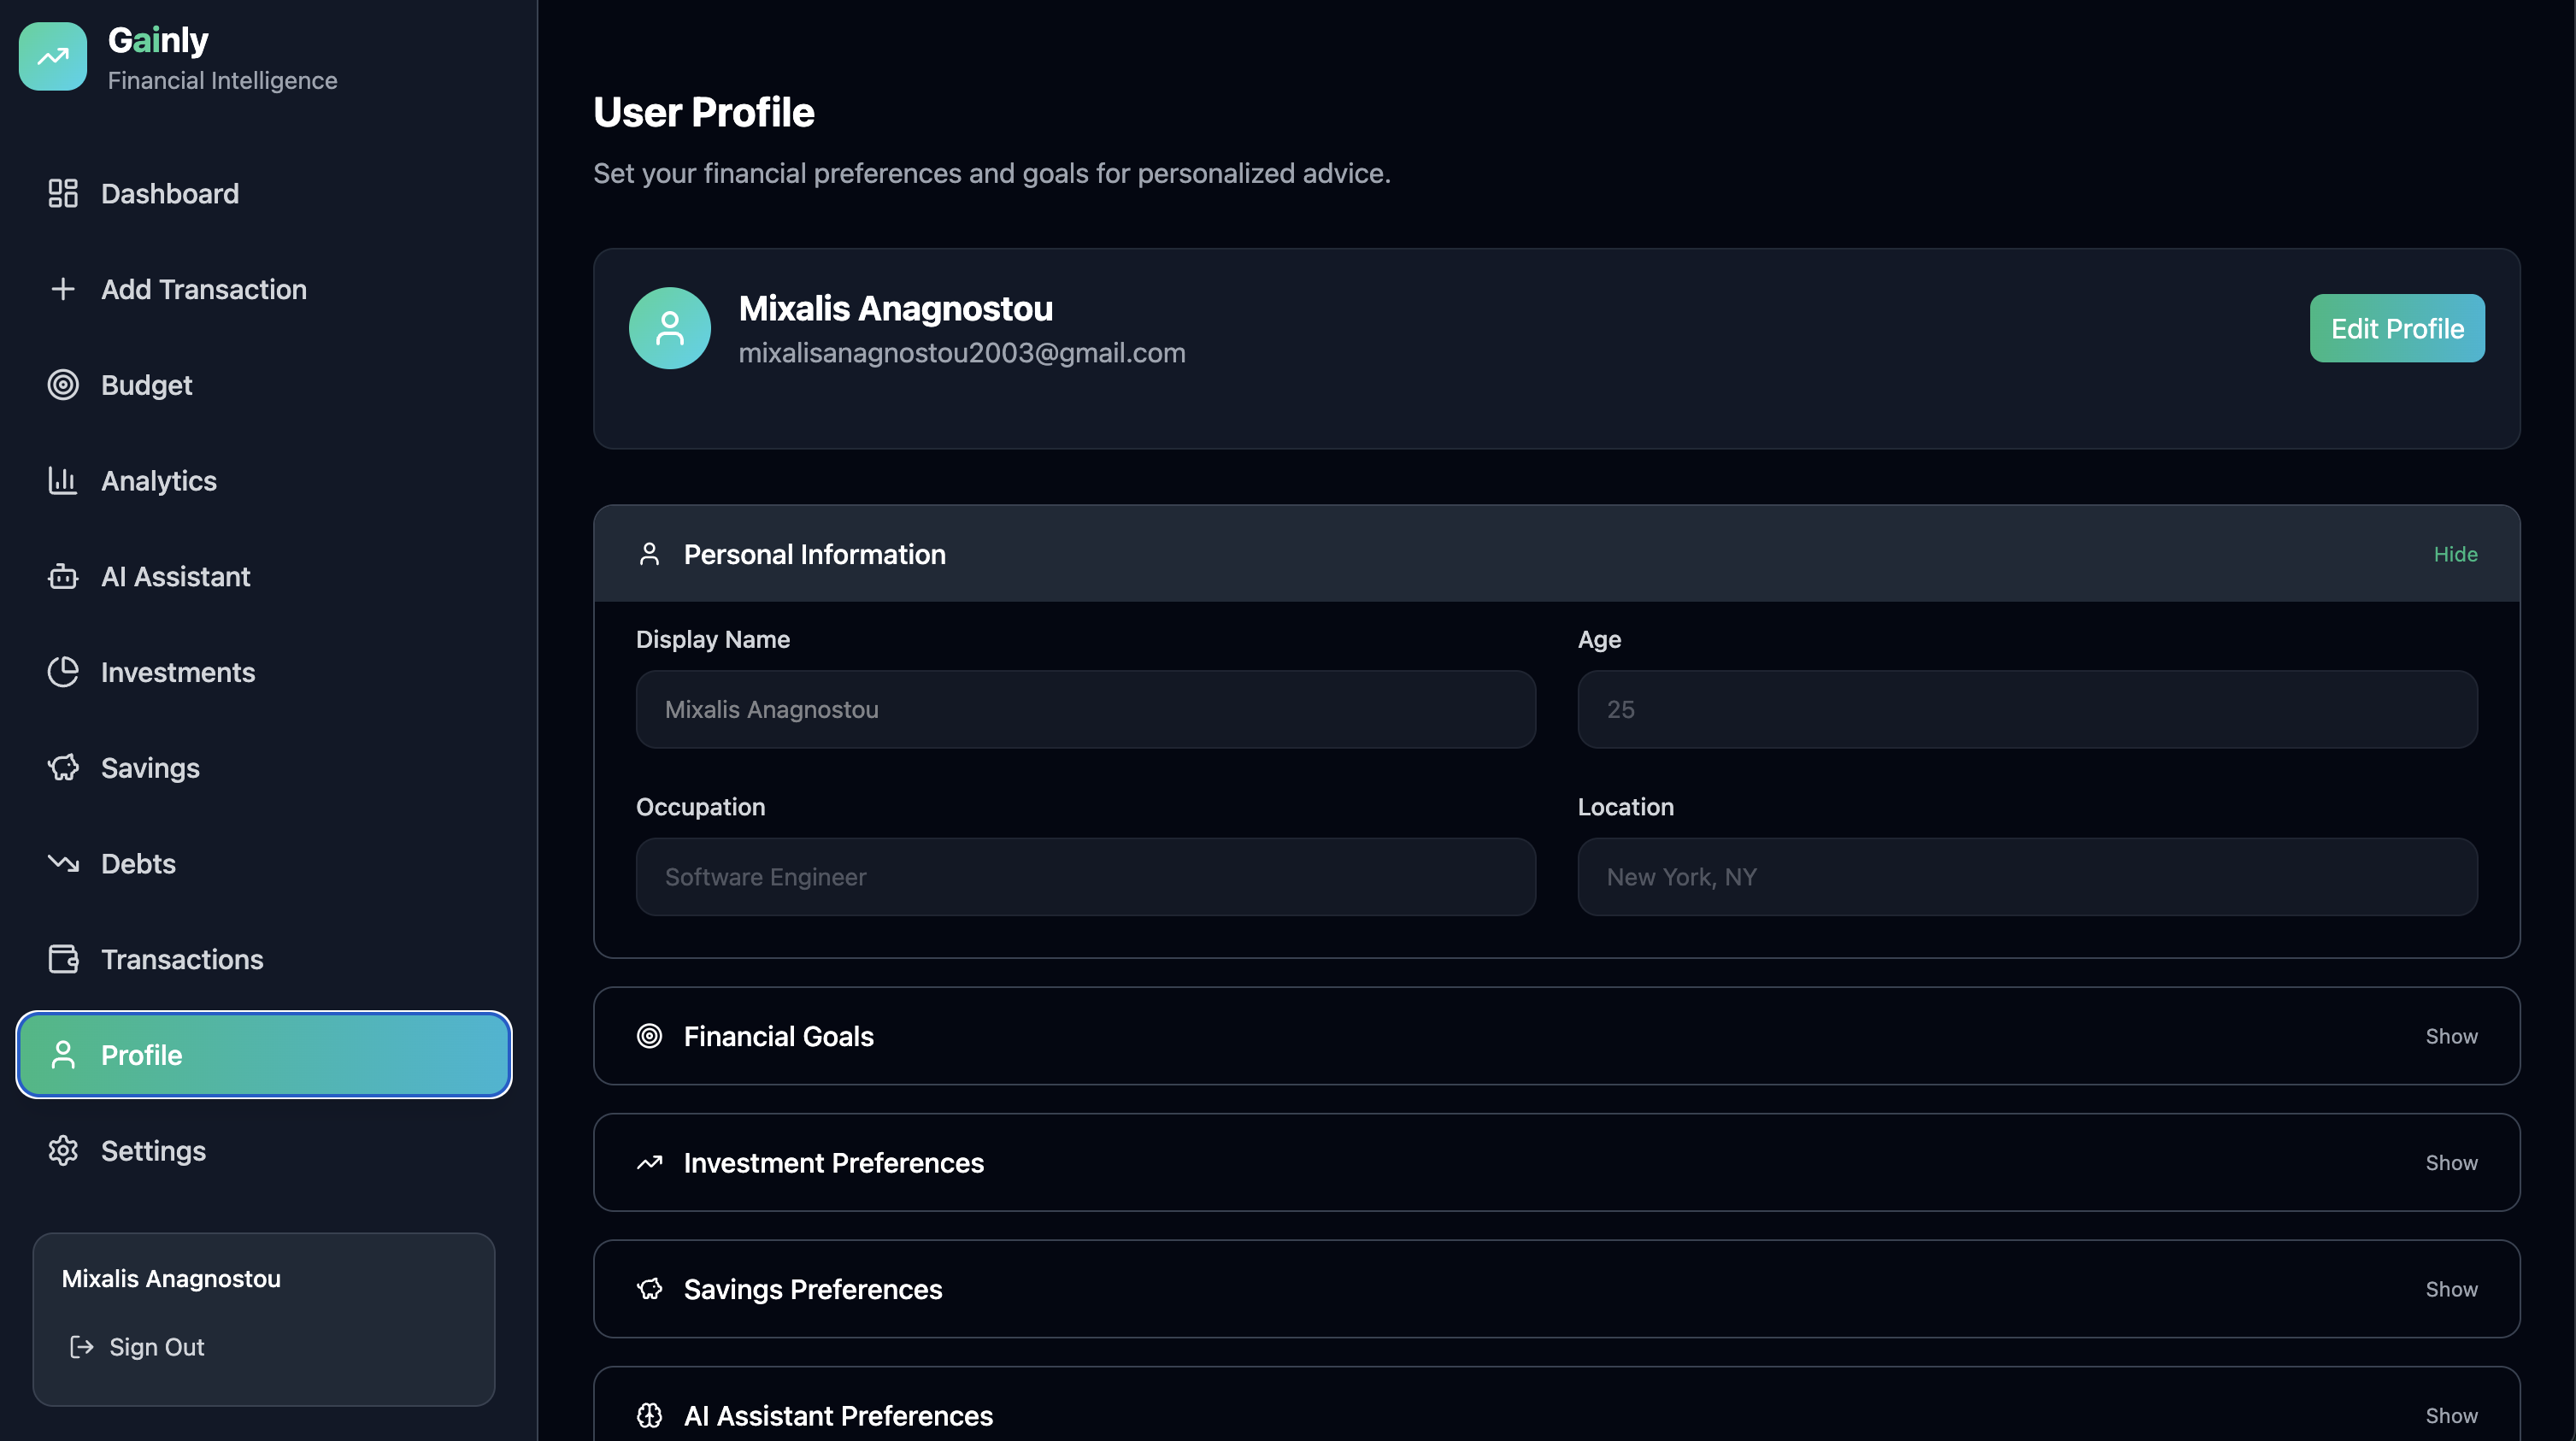 Gainly
Financial Intelligence
Dashboard
Add Transaction
Budget
Analytics
AI Assistant
Investments
Savings
Debts
Transactions
Profile
Settings
Mixalis Anagnostou
Sign Out
User Profile
Set your financial preferences and goals for personalized advice.
Mixalis Anagnostou
mixalisanagnostou2003@gmail.com
Edit Profile
Personal Information
Hide
Display Name
Age
Mixalis Anagnostou
25
Occupation
Location
Software Engineer
New York, NY
Financial Goals
Show
Investment Preferences
Show
Savings Preferences
Show
AI Assistant Preferences
Show